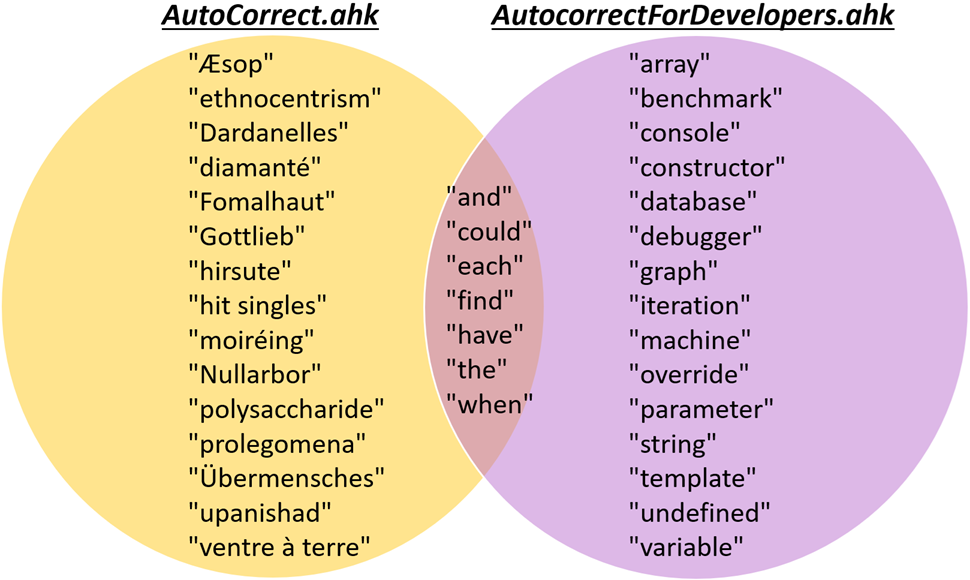 AutoCorrect.ahk
"Æsop"
"ethnocentrism"
"Dardanelles"
"diamanté"
"Fomalhaut"
"Gottlieb"
"hirsute"
"hit singles"
"moiréing"
"Nullarbor"
"polysaccharide"
"prolegomena"
"Übermensches"
"upanishad"
"ventre à terre"
"and"
"could"
"each"
"find"
"have"
"the"
"when"
AutocorrectForDevelopers.ahk
"array"
"benchmark"
"console"
"constructor"
"database"
"debugger"
"graph"
"iteration"
"machine"
"override"
"parameter"
"string"
"template"
"undefined"
"variable"